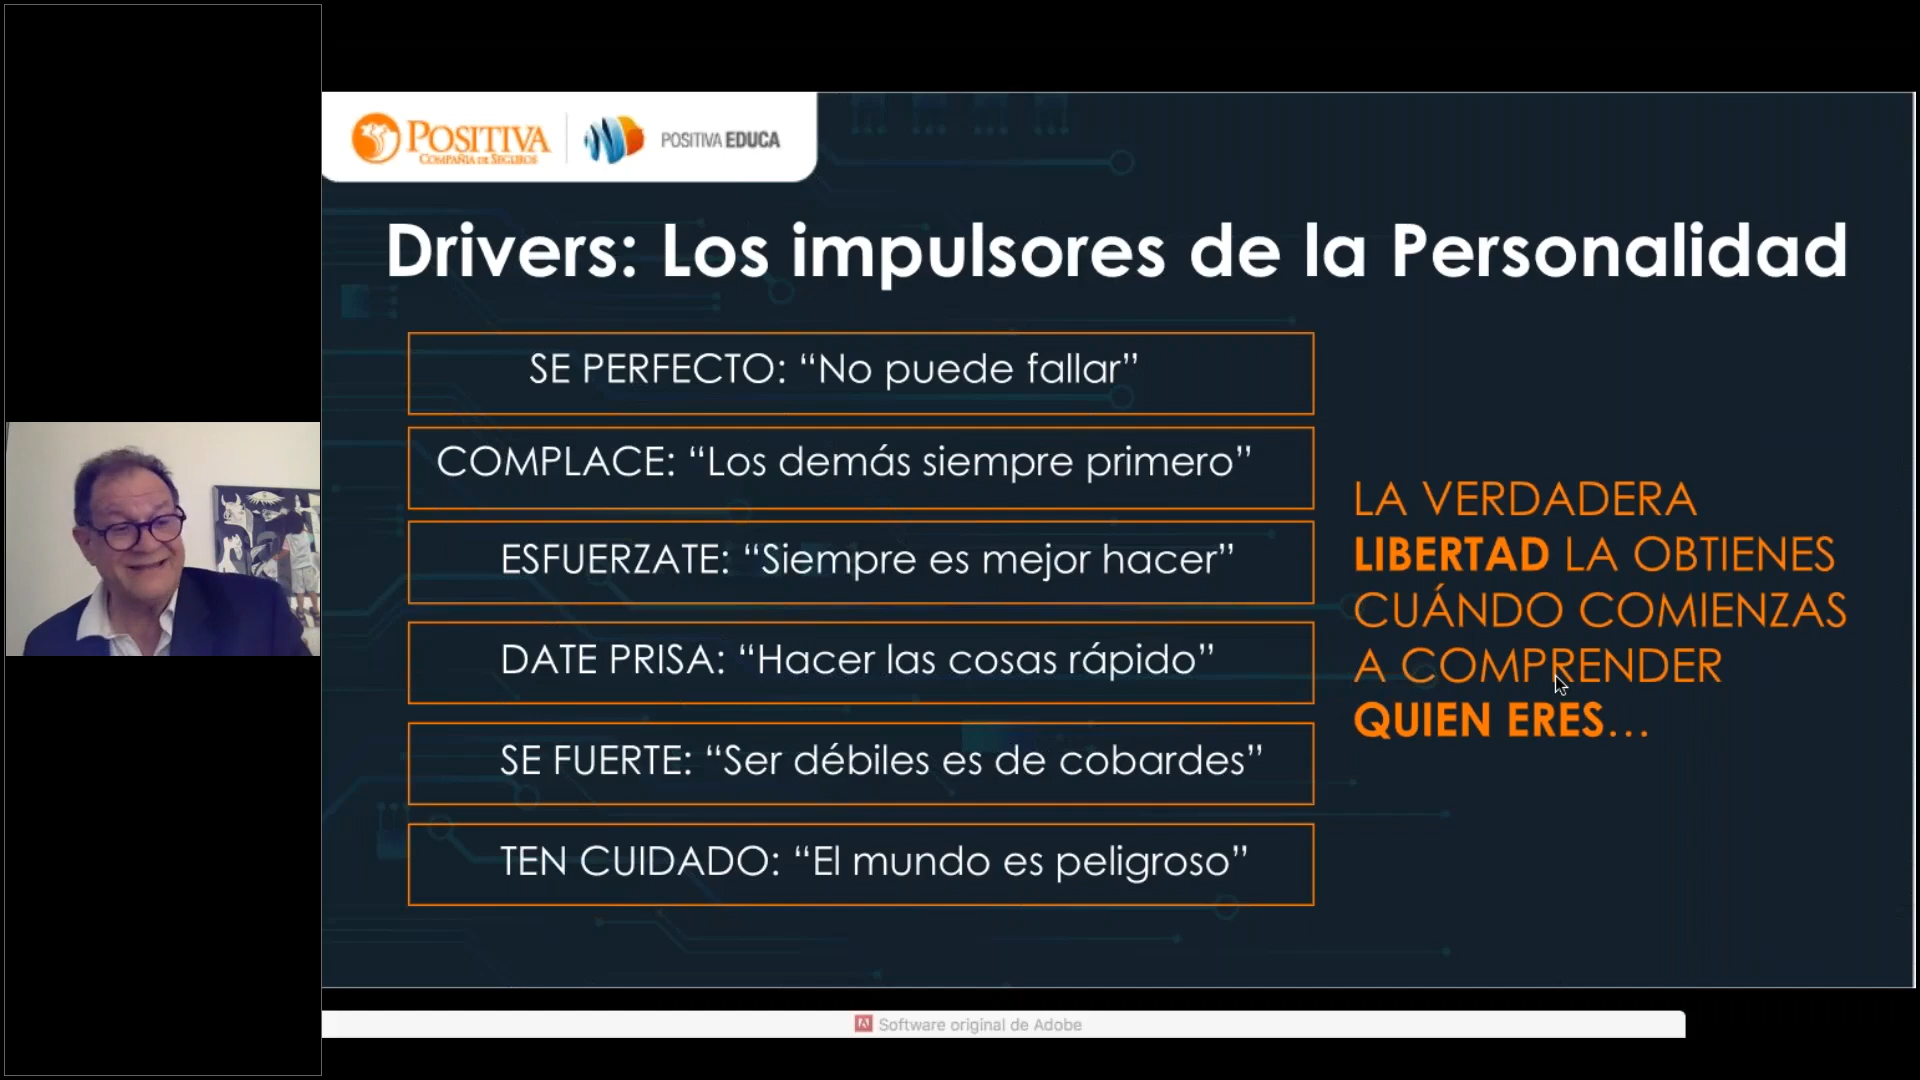 POSITIVA
COMPAÑIA DE SEGUROS
POSITIVA EDUCA
Drivers: Los impulsores de la Personalidad
SE PERFECTO: “No puede fallar”
COMPLACE: “Los demás siempre primero”
ESFUERZATE: “Siempre es mejor hacer”
DATE PRISA: “Hacer las cosas rápido”
SE FUERTE: “Ser débiles es de cobardes”
TEN CUIDADO: “El mundo es peligroso”
LA VERDADERA
LIBERTAD LA OBTIENES
CUÁNDO COMIENZAS
A COMPRENDER
QUIEN ERES...
Software original de Adobe